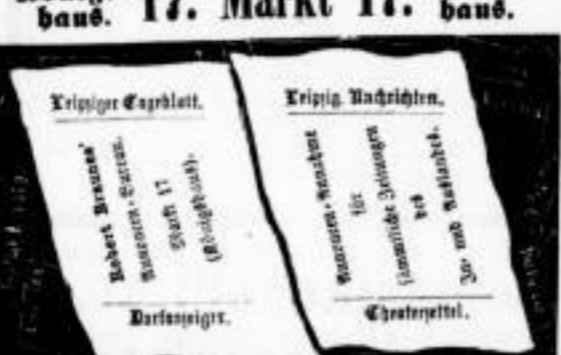 haus. 17. Markt 17. haus.
Leipziger Tageblatt.
Robert Braunes'
Annoncen-Bureau.
Markt 17
(Königshaus).
Dorfanzeiger.
Leipzig. Nachrichten.
Annoncen-Annahme
für
sämmtliche Zeitungen
des
In- und Auslandes.
Theaterzettel.